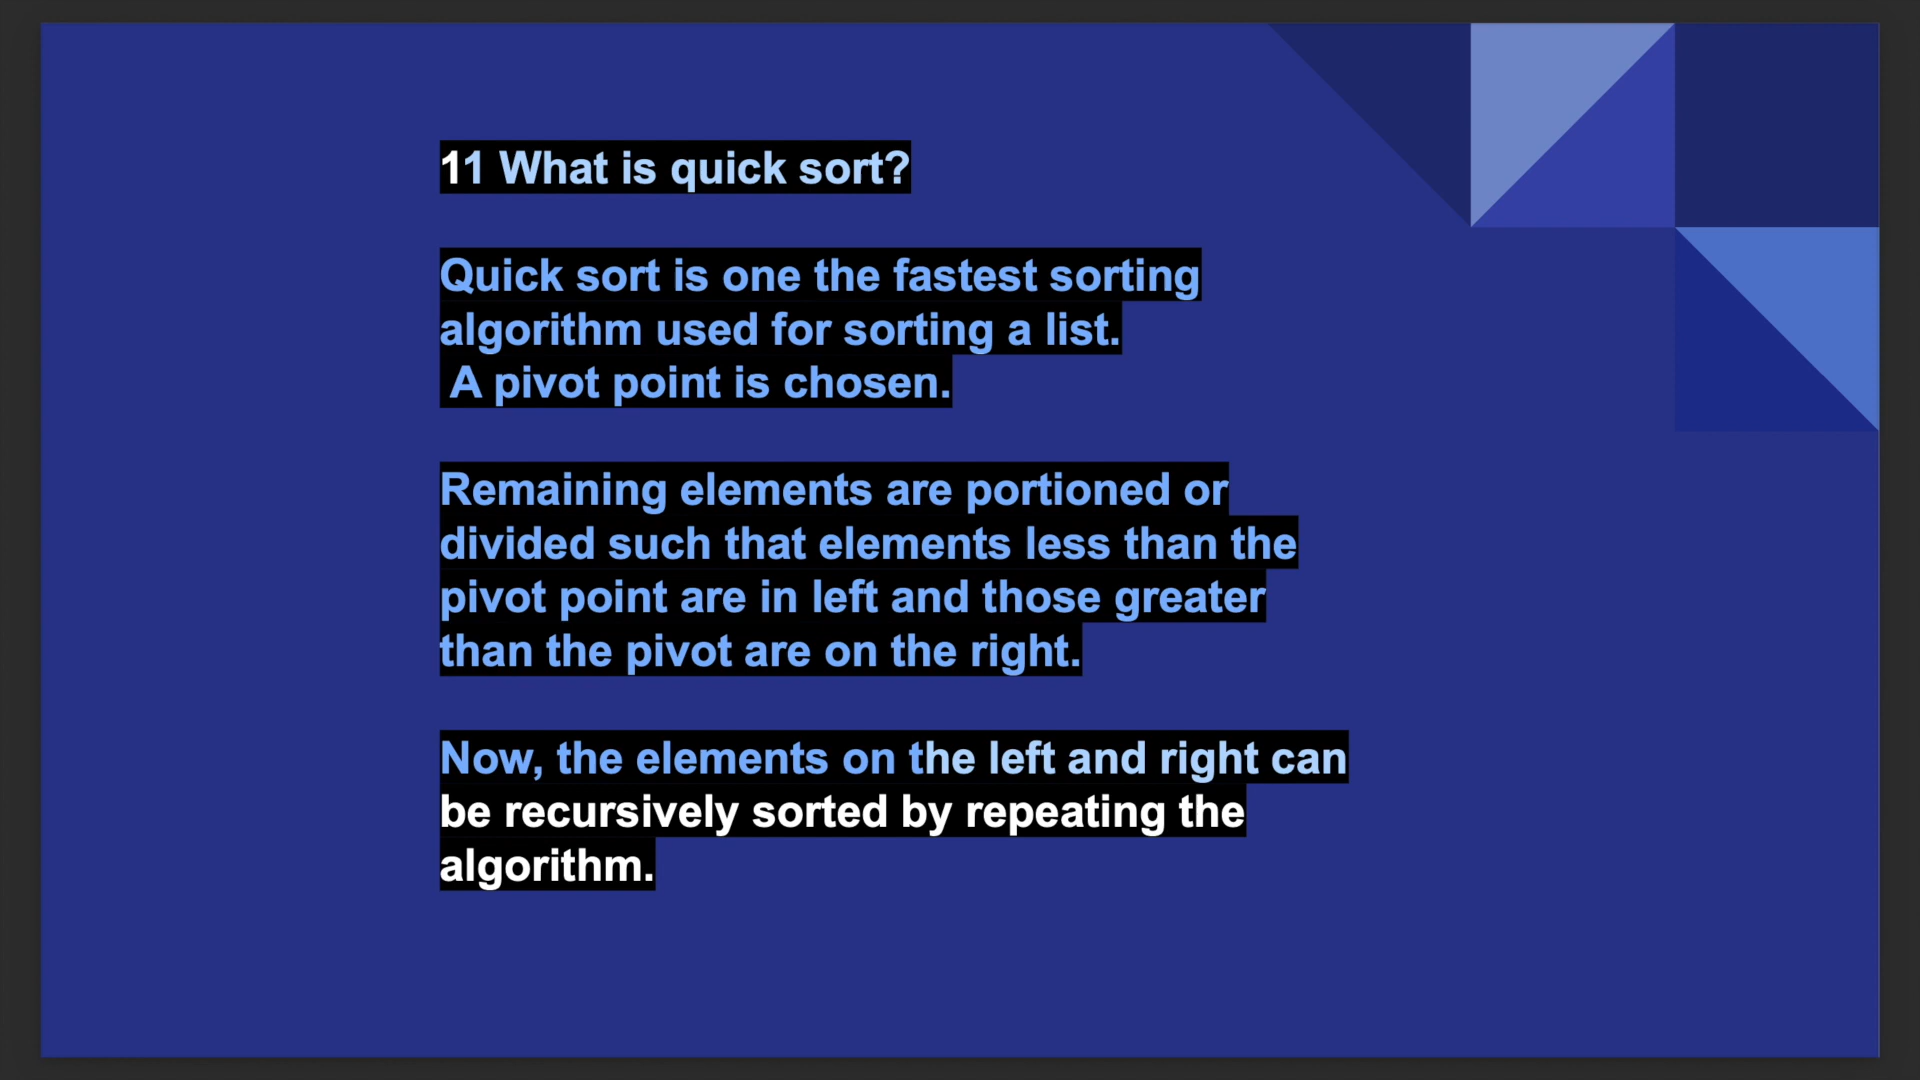 11 What is quick sort?
Quick sort is one the fastest sorting
algorithm used for sorting a list.
A pivot point is chosen.
Remaining elements are portioned or
divided such that elements less than the
pivot point are in left and those greater
than the pivot are on the right.
Now, the elements on the left and right can
be recursively sorted by repeating the
algorithm.